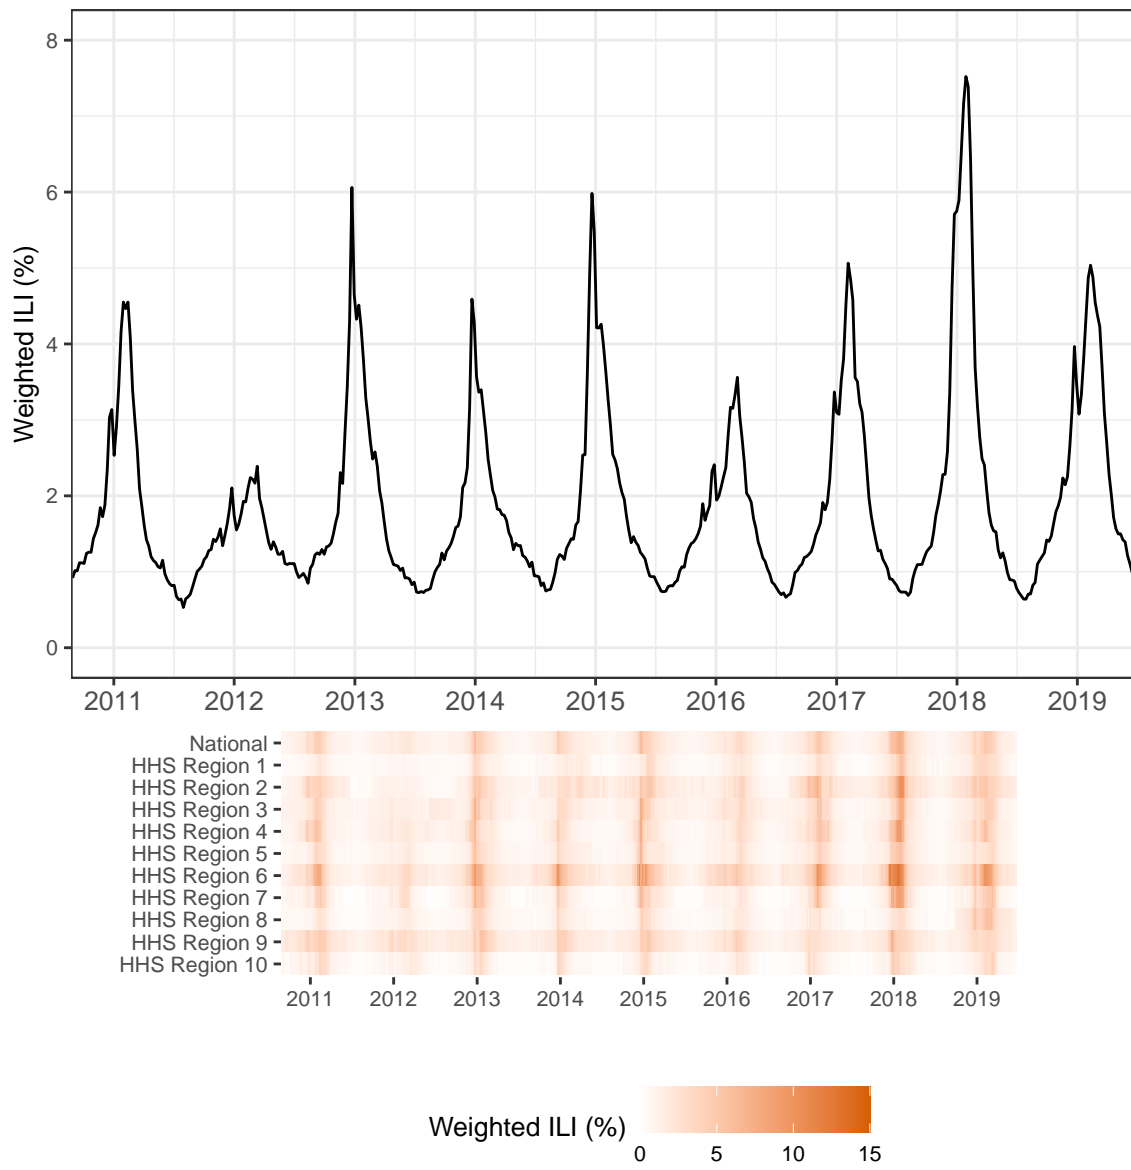 8
6
4
2
0
Weighted ILI (%)
2011 2012 2013 2014 2015 2016 2017 2018 2019
National
HHS Region 1
HHS Region 2
HHS Region 3
HHS Region 4
HHS Region 5
HHS Region 6
HHS Region 7
HHS Region 8
HHS Region 9
HHS Region 10
2011 2012 2013 2014 2015 2016 2017 2018 2019
Weighted ILI (%)
0 5 10 15